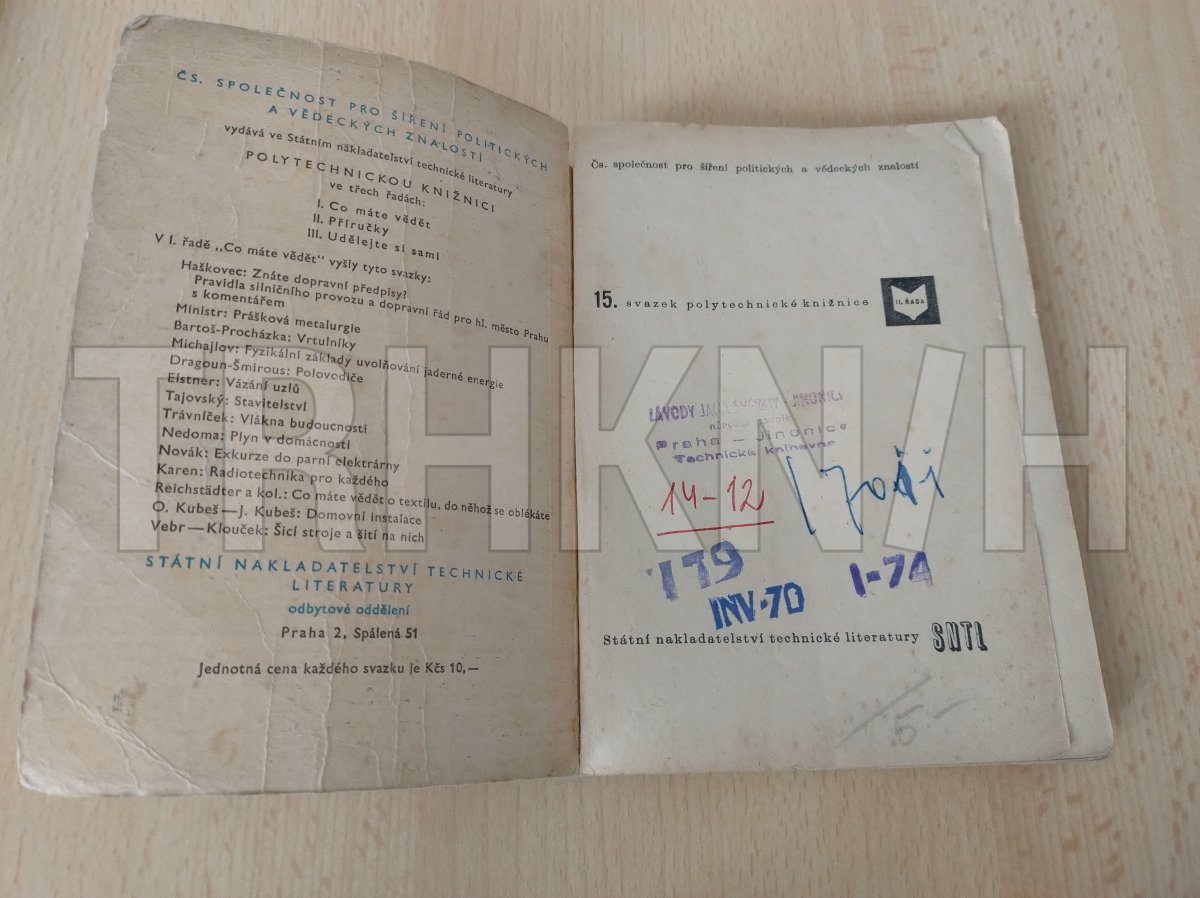 ČS. SPOLEČNOST PRO ŠÍŘENÍ POLITICKÝCH
A VĚDECKÝCH ZNALOSTÍ
vydává ve Státním nakladatelství technické literatury
POLYTECHNICKOU KNIŽNICI
ve třech řadách:
I. Co máte vědět
II. Příručky
III. Udělejte si sami
V I. řadě „Co máte vědět“ vyšly tyto svazky:
Haškovec: Znáte dopravní předpisy?
Pravidla silničního provozu a dopravní řád pro hl. město Prahu
s komentářem
Ministr: Prášková metalurgie
Bartoš-Procházka: Vrtulníky
Michajlov: Fyzikální základy uvolňování jaderné energie
Dragoun-Šmirous: Polovodiče
Elstner: Vázání uzlů
Tajovský: Stavitelství
Trávníček: Vlákna budoucnosti
Nedoma: Plyn v domácnosti
Novák: Exkurze do parní elektrárny
Karen: Radiotechnika pro každého
Reichstädter a kol.: Co máte vědět o textilu, do něhož se oblékáte
O. Kubeš—J. Kubeš: Domovní instalace
Vebr—Klouček: Šicí stroje a šití na nich
STÁTNÍ NAKLADATELSTVÍ TECHNICKÉ
LITERATURY
odbytové oddělení
Praha 2, Spálená 51
Jednotná cena každého svazku je Kčs 10,—
Čs. společnost pro šíření politických a vědeckých znalostí
15. svazek polytechnické knižnice
II. ŘADA
ZÁVODY - JINONICE
Praha — Jinonice
Technická knihovna
14-12
179
INV-70
I-74
Státní nakladatelství technické literatury SNTL
5-
TRHKNIH